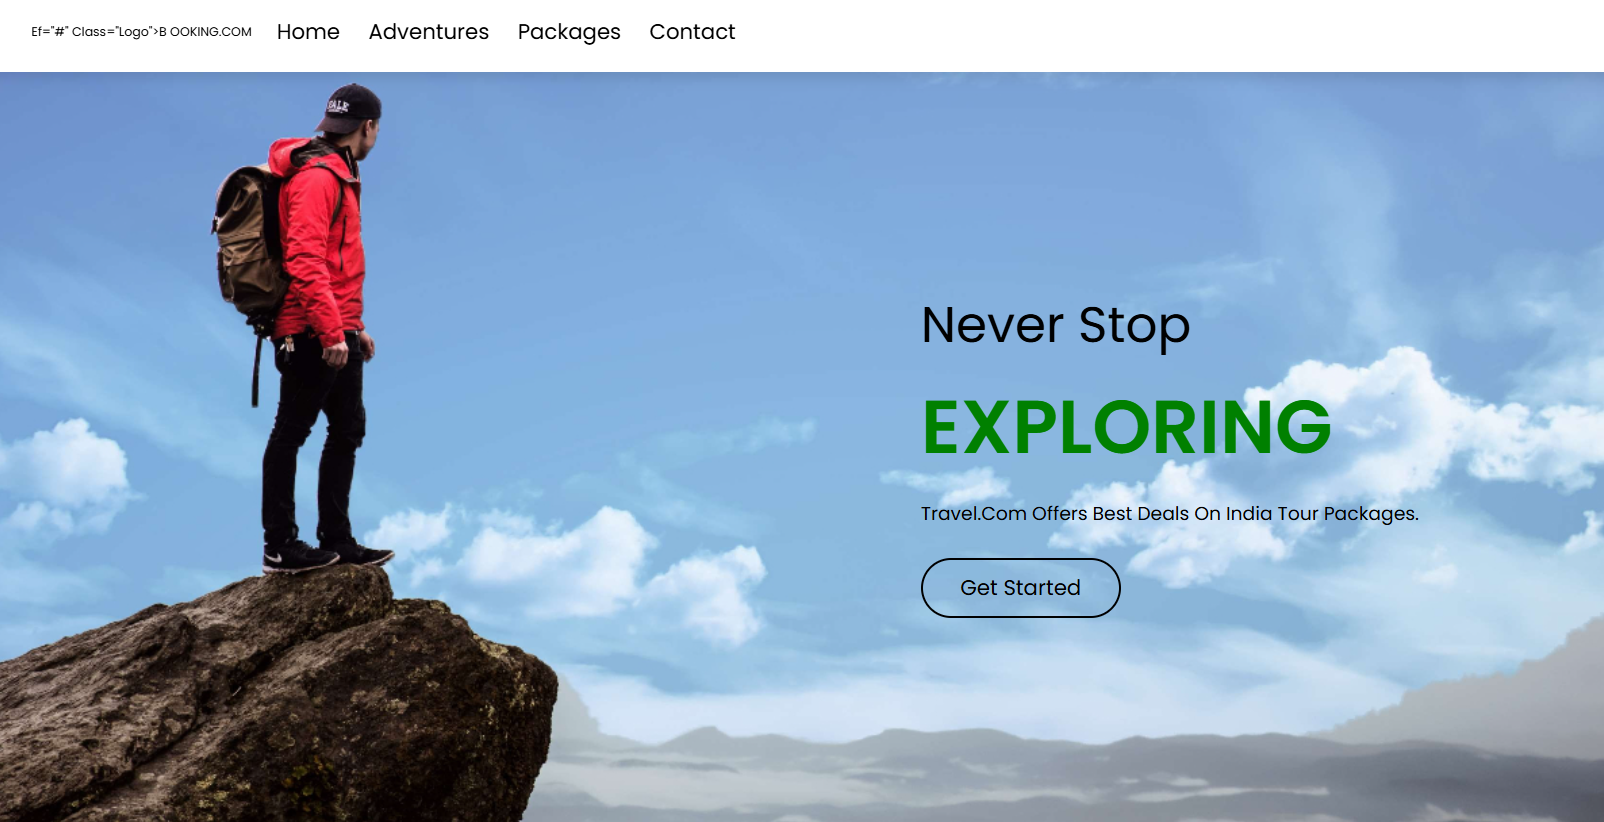 Ef="#" Class="Logo">B OOKING.COM Home Adventures Packages Contact
Never Stop
EXPLORING
Travel.Com Offers Best Deals On India Tour Packages.
Get Started